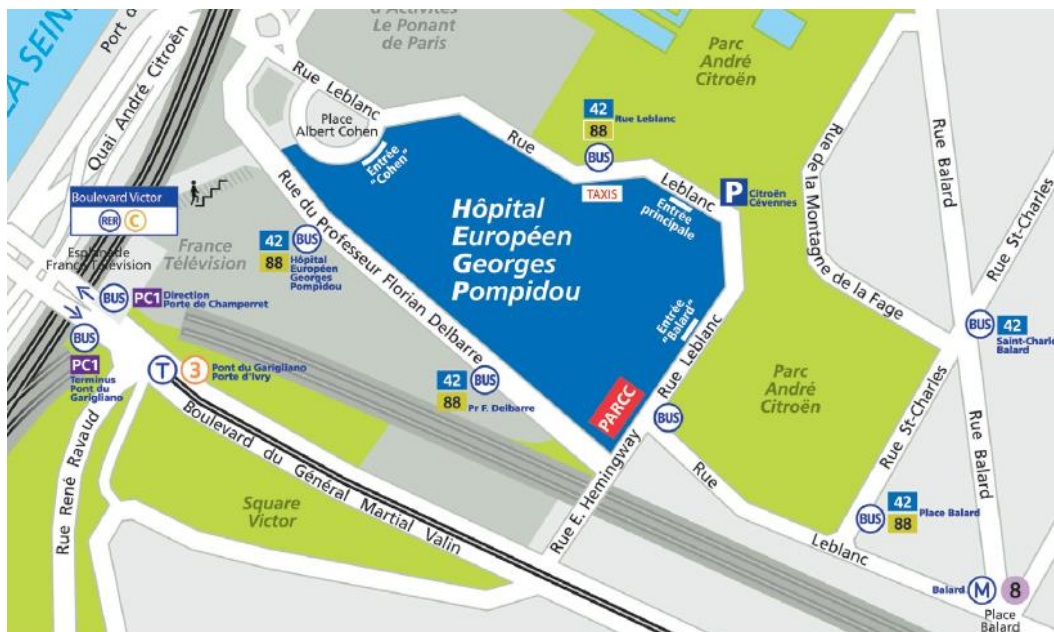 LA SEINE
Port d
Quai André Citroën
d'Activités
Le Ponant
de Paris
Rue Leblanc
Place
Albert Cohen
Entrée
"Cohen"
Rue
Leblanc
42
88
Rue Leblanc
BUS
TAXIS
Entrée
principale
P
Citroën
Cévennes
Parc
André
Citroën
Rue de la Montagne de la Fage
Rue Balard
Rue St-Charles
Boulevard Victor
RER
C
Esplanade
France Télévision
France
Télévision
42
88
BUS
Hôpital
Européen
Georges
Pompidou
Rue du Professeur Florian Delbarre
Hôpital
Européen
Georges
Pompidou
Entrée
"Balard"
Rue Leblanc
BUS
42
Saint-Charles
Balard
BUS
PC1
Direction
Porte de Champerret
BUS
PC1
Terminus
Pont du
Garigliano
T
3
Pont du Garigliano
Porte d'Ivry
42
88
BUS
Pr F. Delbarre
PARCC
BUS
Parc
André
Citroën
Rue St-Charles
Rue Balard
Rue René Ravaud
Boulevard du Général Martial Valin
Square
Victor
Rue E. Hemingway
Rue
Leblanc
BUS
42
88
Place Balard
Balard
M
8
Place
Balard